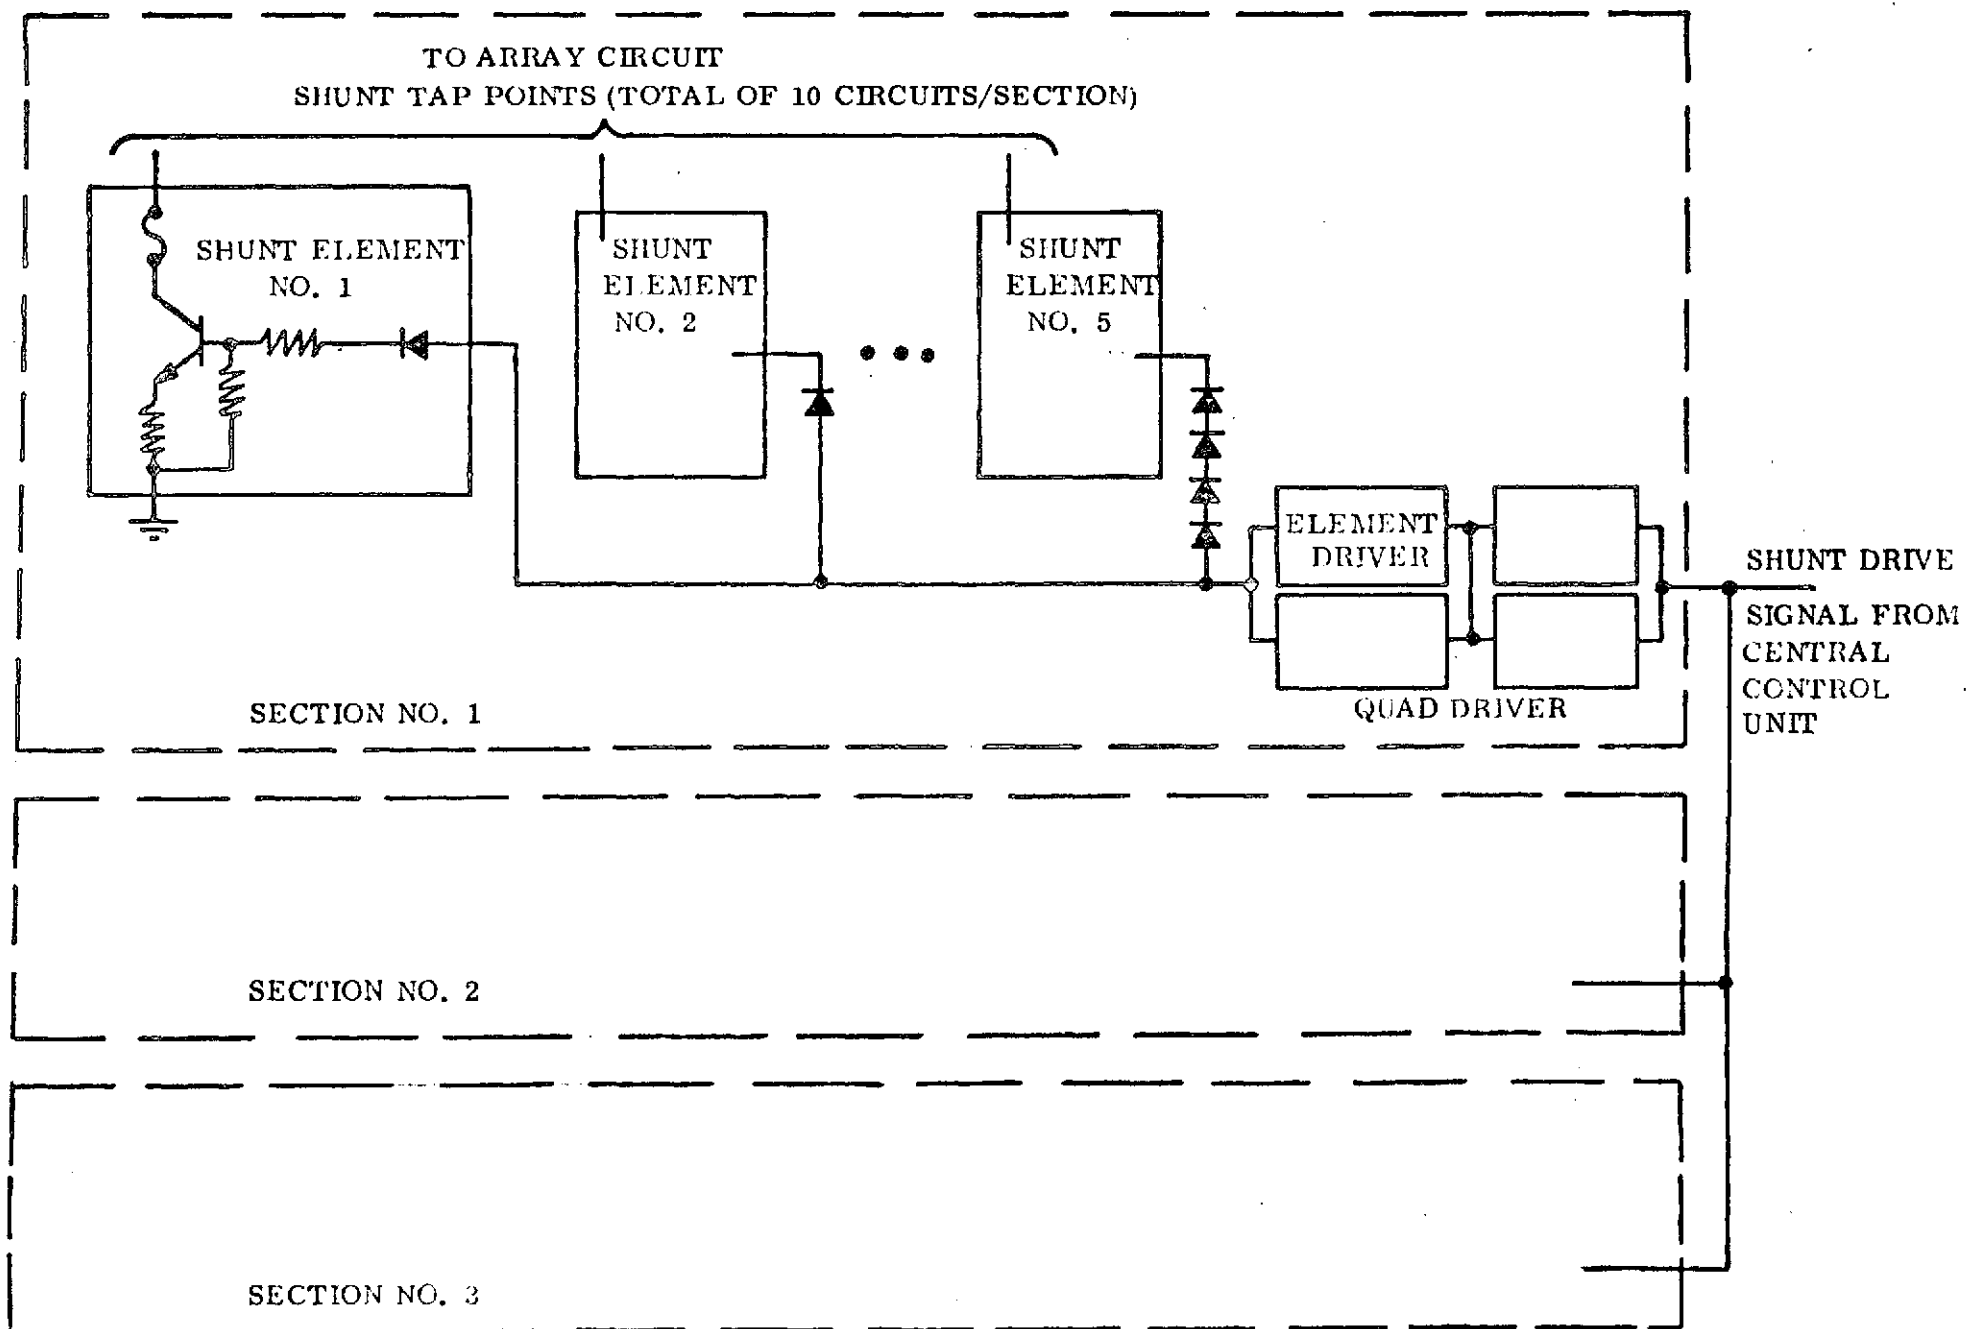 TO ARRAY CIRCUIT
SHUNT TAP POINTS (TOTAL OF 10 CIRCUITS/SECTION)
SHUNT ELEMENT
NO. 1
SHUNT
ELEMENT
NO. 2
SHUNT
ELEMENT
NO. 5
ELEMENT
DRIVER
QUAD DRIVER
SHUNT DRIVE
SIGNAL FROM
CENTRAL
CONTROL
UNIT
SECTION NO. 1
SECTION NO. 2
SECTION NO. 3